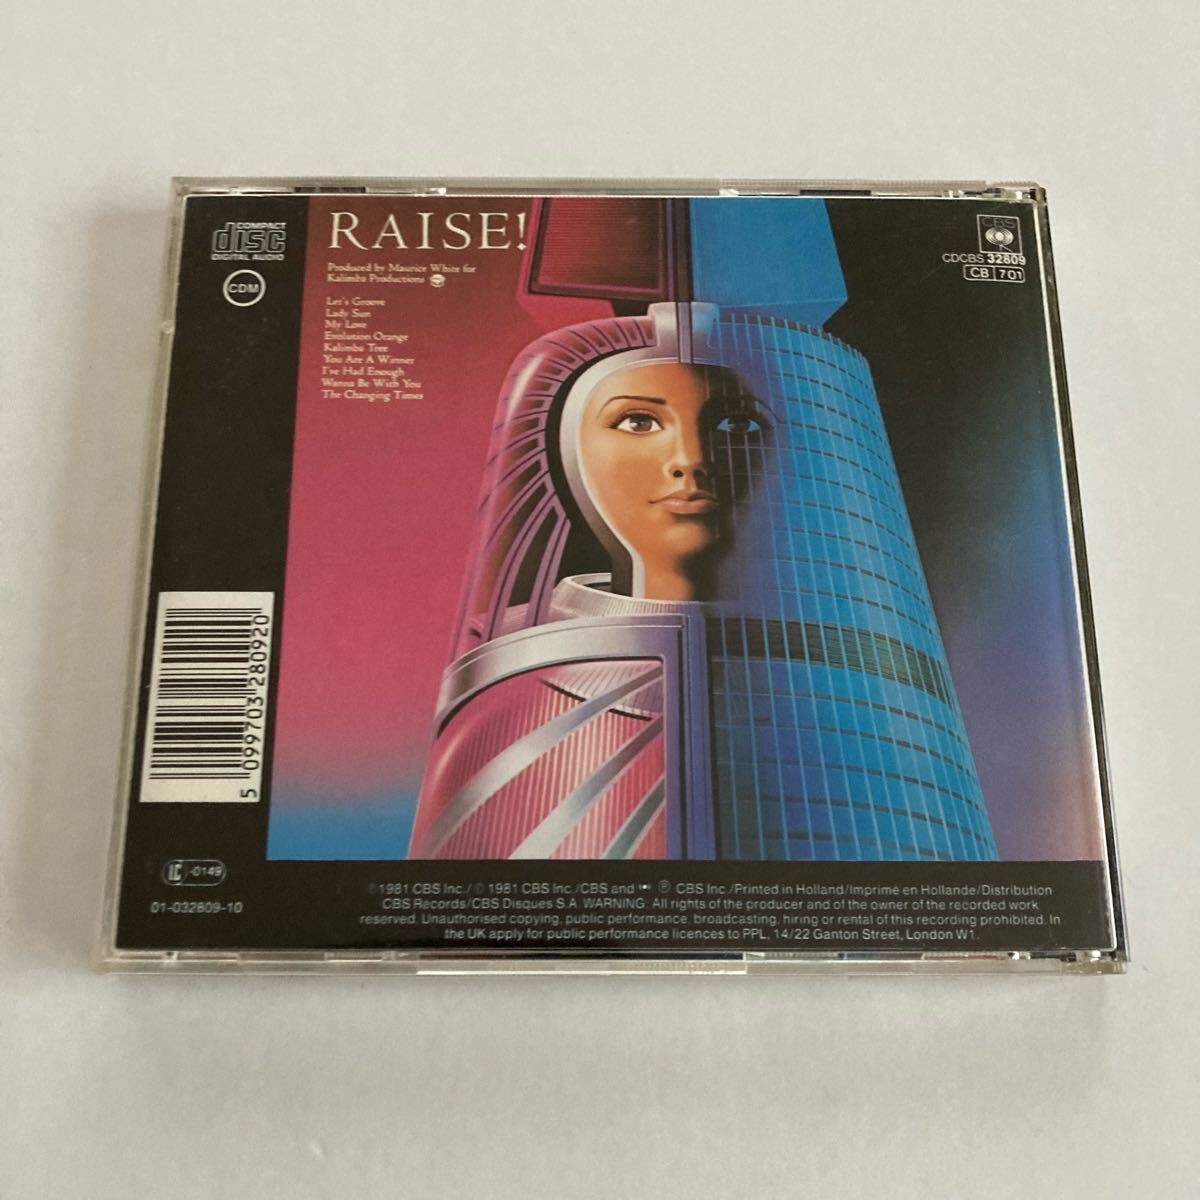 COMPACT
disc
DIGITAL AUDIO
CDM
RAISE!
Produced by Maurice White for
Kalimba Productions
Let's Groove
Lady Sun
My Love
Evolution Orange
Kalimba Tree
You Are A Winner
I've Had Enough
Wanna Be With You
The Changing Times
CBS
CDCBS 32809
CB 701
5 099703 280920
IC -0149
01-032809-10
℗ 1981 CBS Inc./ © 1981 CBS Inc./CBS and ℗ CBS Inc./Printed in Holland/Imprimé en Hollande/Distribution
CBS Records/CBS Disques S.A. WARNING: All rights of the producer and of the owner of the recorded work
reserved. Unauthorised copying, public performance, broadcasting, hiring or rental of this recording prohibited. In
the UK apply for public performance licences to PPL, 14/22 Ganton Street, London W1.